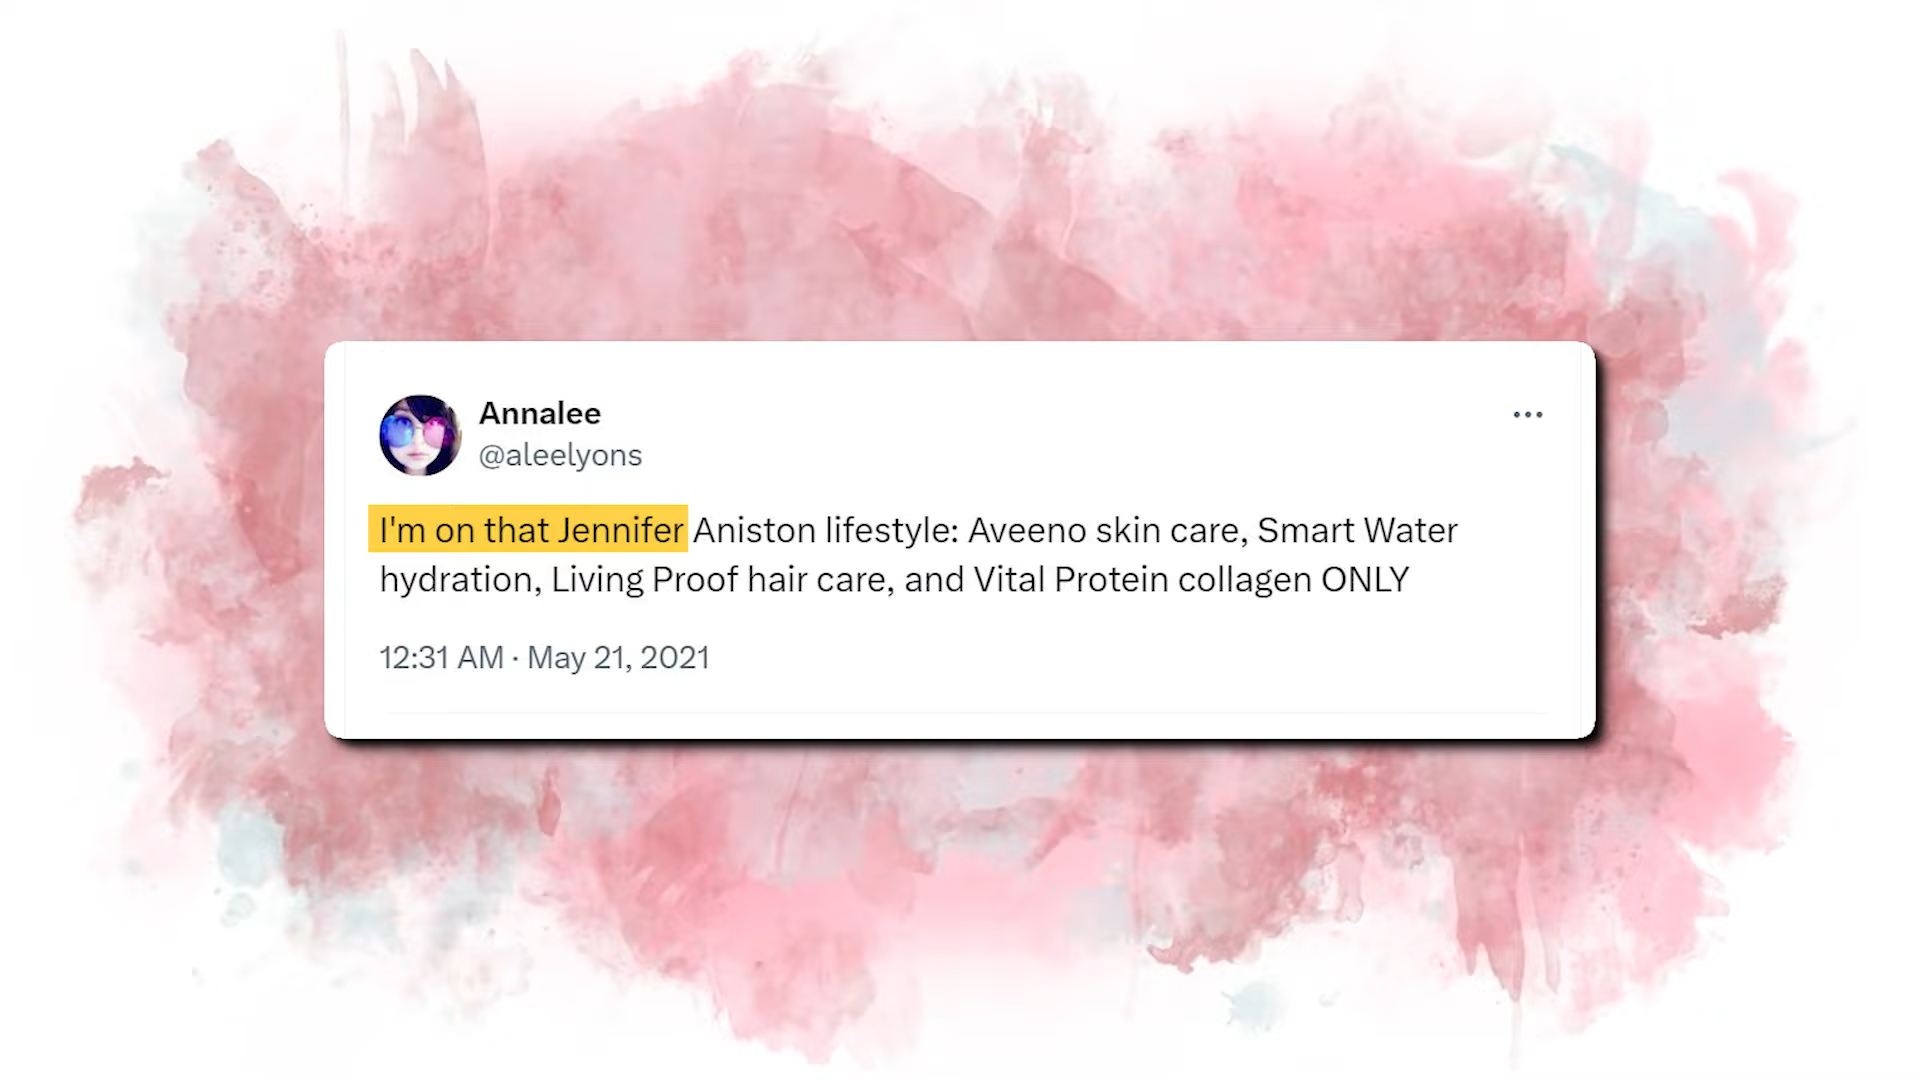 Annalee
@aleelyons
I'm on that Jennifer Aniston lifestyle: Aveeno skin care, Smart Water
hydration, Living Proof hair care, and Vital Protein collagen ONLY
12:31 AM · May 21, 2021